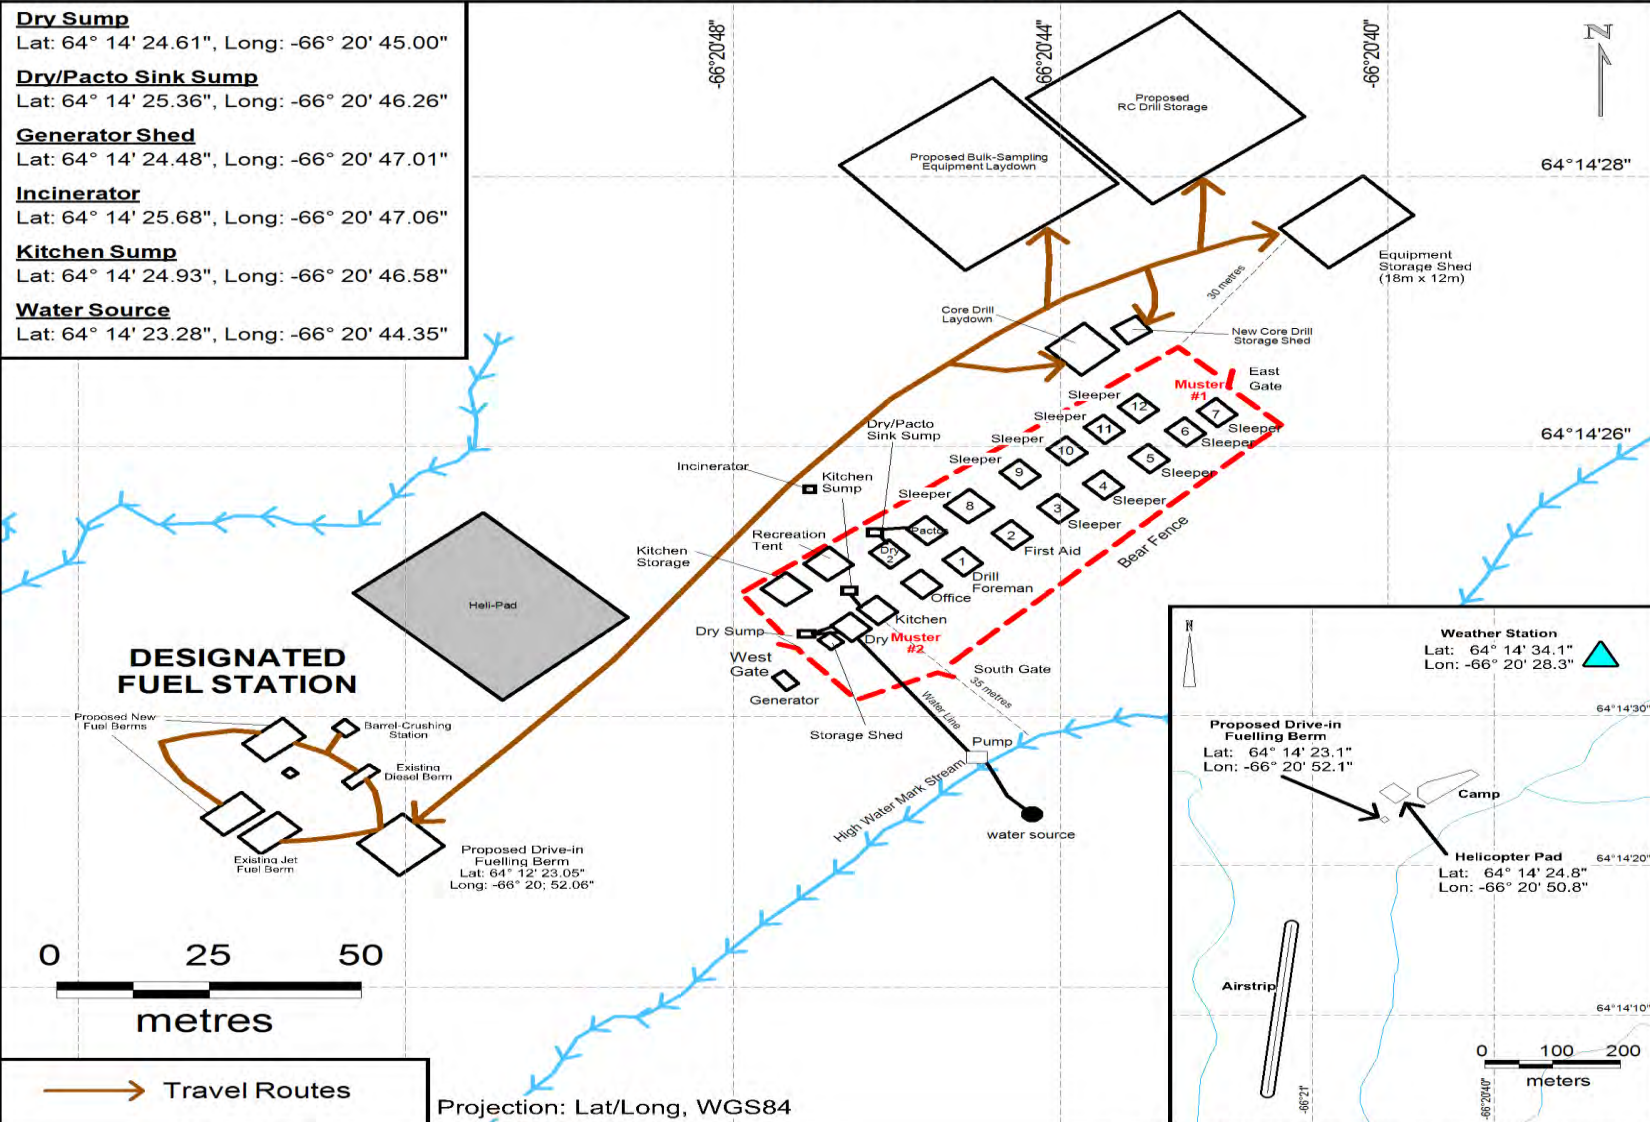 Dry Sump
Lat: 64° 14' 24.61", Long: -66° 20' 45.00"
Dry/Pacto Sink Sump
Lat: 64° 14' 25.36", Long: -66° 20' 46.26"
Generator Shed
Lat: 64° 14' 24.48", Long: -66° 20' 47.01"
Incinerator
Lat: 64° 14' 25.68", Long: -66° 20' 47.06"
Kitchen Sump
Lat: 64° 14' 24.93", Long: -66° 20' 46.58"
Water Source
Lat: 64° 14' 23.28", Long: -66° 20' 44.35"
-66°20'48"
-66°20'44"
-66°20'40"
N
Proposed
RC Drill Storage
Proposed Bulk-Sampling
Equipment Laydown
64°14'28"
Equipment
Storage Shed
(18m x 12m)
30 metres
Core Drill
Laydown
New Core Drill
Storage Shed
East
Gate
Muster
#1
Sleeper
12
7
Sleeper
Sleeper
11
6
Sleeper
64°14'26"
Sleeper
10
5
Sleeper
Sleeper
9
4
Sleeper
Sleeper
8
3
Sleeper
Dry/Pacto
Sink Sump
Incinerator
Kitchen
Sump
Pacto
2
First Aid
Bear Fence
Recreation
Tent
Dry
2
1
Drill
Foreman
Kitchen
Storage
Office
Heli-Pad
Kitchen
Dry Sump
Dry
Muster
#2
West
Gate
South Gate
Generator
35 metres
Water Line
Storage Shed
Pump
High Water Mark Stream
water source
DESIGNATED
FUEL STATION
Proposed New
Fuel Berms
Barrel-Crushing
Station
Existing
Diesel Berm
Existing Jet
Fuel Berm
Proposed Drive-in
Fuelling Berm
Lat: 64° 12' 23.05"
Long: -66° 20; 52.06"
0 25 50
metres
Travel Routes
Projection: Lat/Long, WGS84
N
Weather Station
Lat: 64° 14' 34.1"
Lon: -66° 20' 28.3"
64°14'30"
Proposed Drive-in
Fuelling Berm
Lat: 64° 14' 23.1"
Lon: -66° 20' 52.1"
Camp
Helicopter Pad
Lat: 64° 14' 24.8"
Lon: -66° 20' 50.8"
64°14'20"
Airstrip
64°14'10"
0 100 200
meters
-66°21'
-66°20'40"